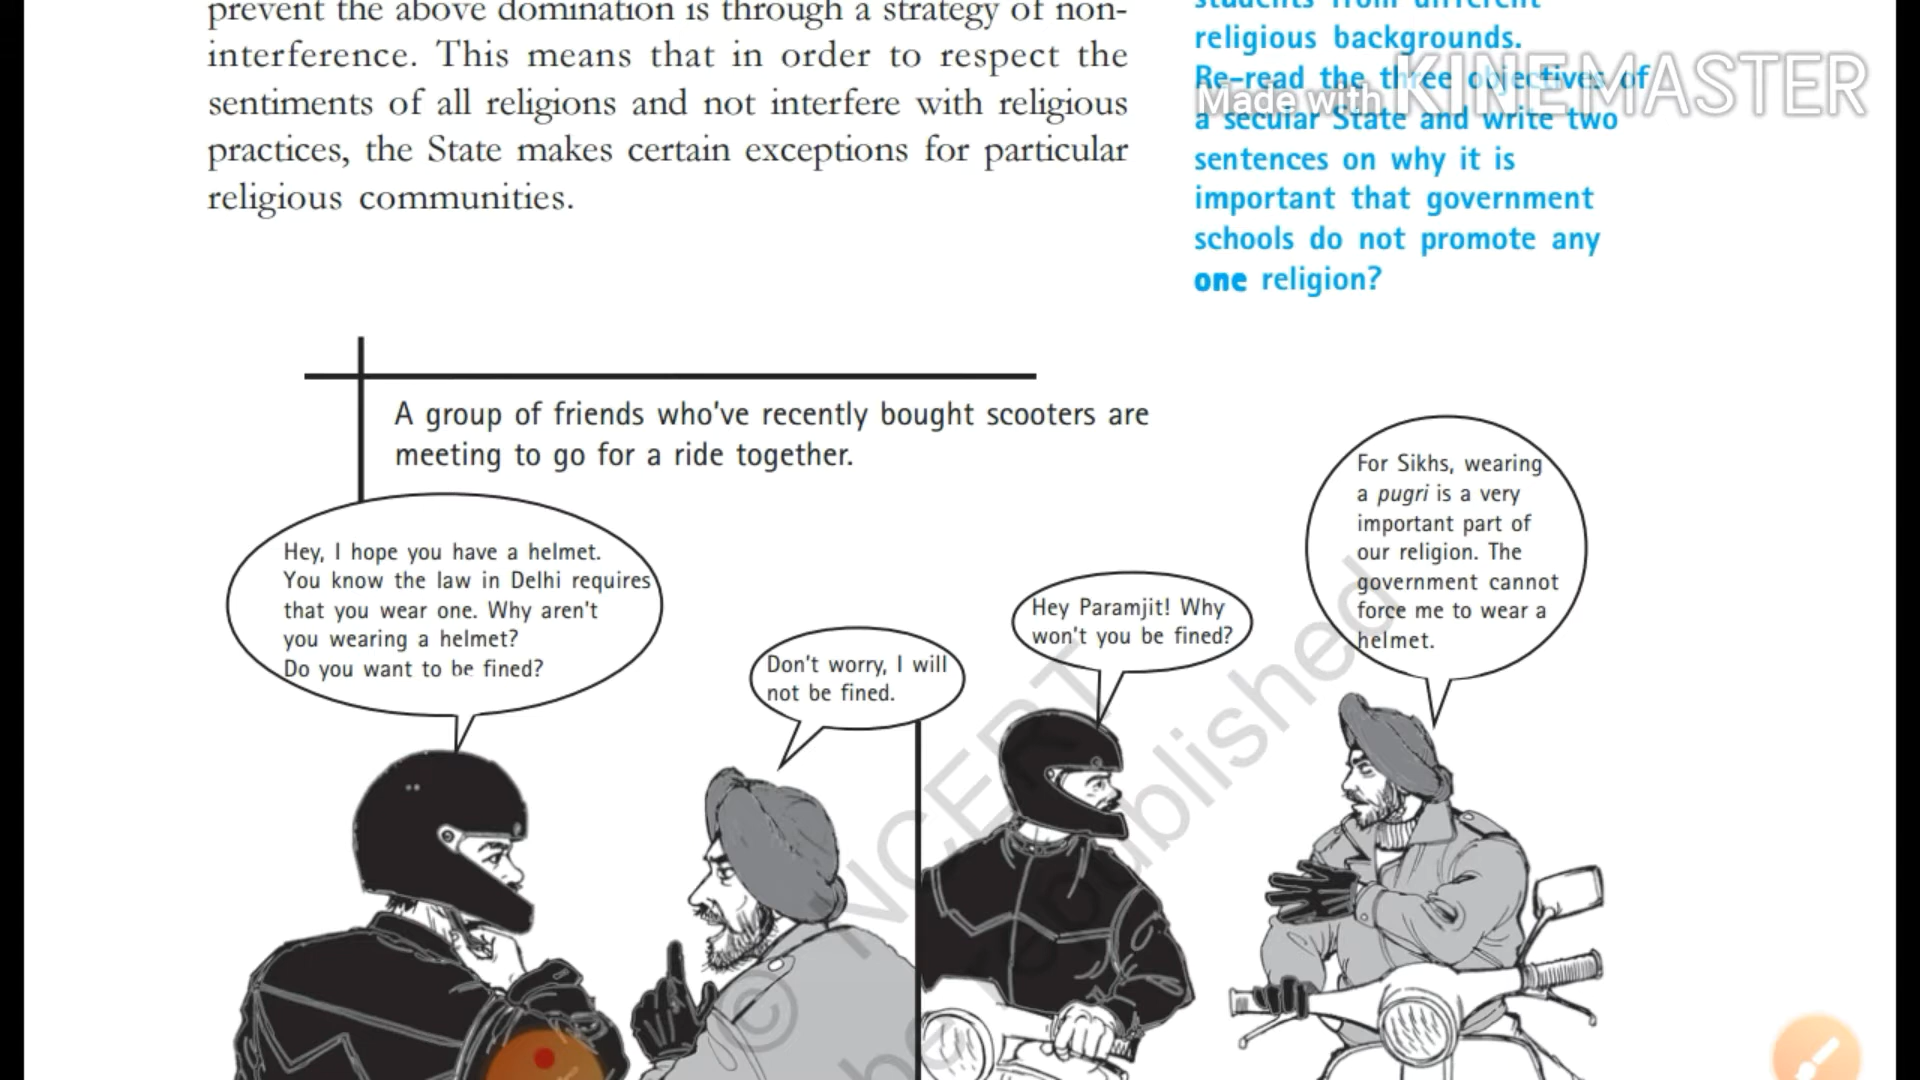 prevent the above domination is through a strategy of non-
interference. This means that in order to respect the
sentiments of all religions and not interfere with religious
practices, the State makes certain exceptions for particular
religious communities.
students from different
religious backgrounds.
Re-read the three objectives of
a secular State and write two
sentences on why it is
important that government
schools do not promote any
one religion?
Made with KINEMASTER
A group of friends who've recently bought scooters are
meeting to go for a ride together.
Hey, I hope you have a helmet.
You know the law in Delhi requires
that you wear one. Why aren't
you wearing a helmet?
Do you want to be fined?
Don't worry, I will
not be fined.
Hey Paramjit! Why
won't you be fined?
For Sikhs, wearing
a pugri is a very
important part of
our religion. The
government cannot
force me to wear a
helmet.
© NCERT
be republished